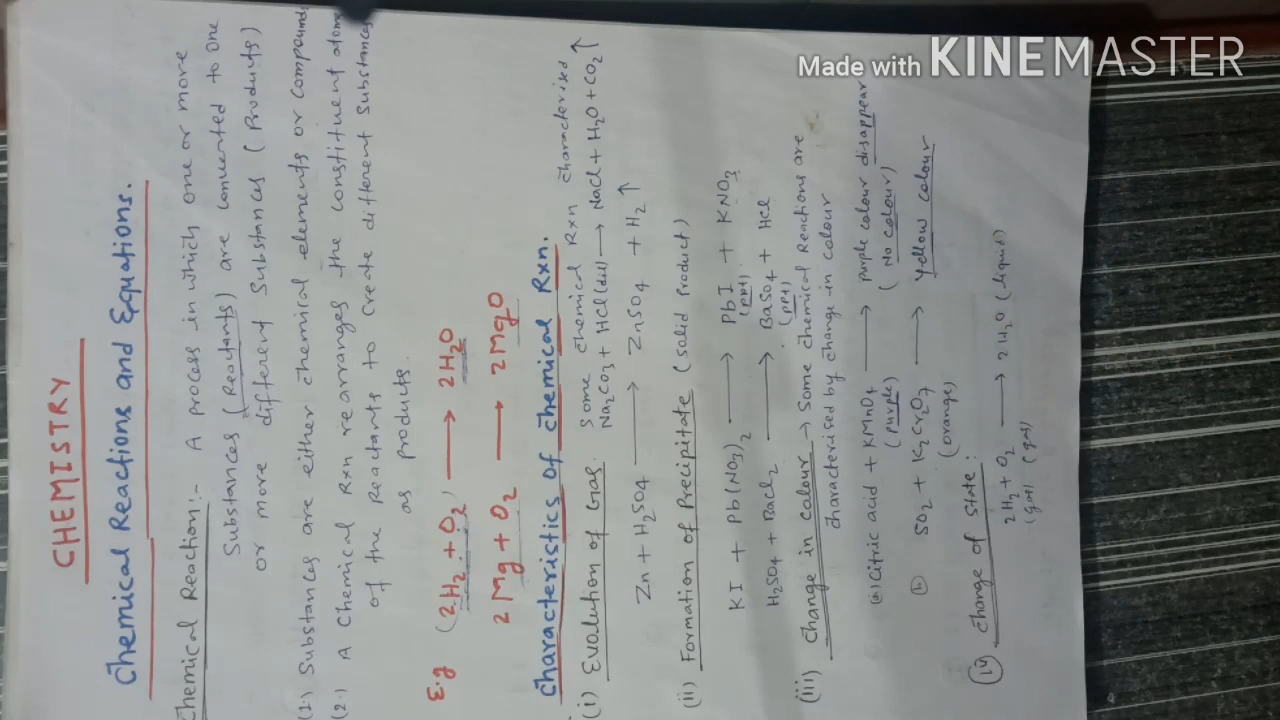 CHEMISTRY
Chemical Reactions and Equations.
Chemical Reaction:- A process in which one or more
Substances (Reactants) are converted to one
or more different Substances (Products)
(1.) Substances are either chemical elements or compounds
(2.) A Chemical Rxn rearranges the constituent atoms
of the Reactants to create different Substances
as products.
E.g (2H₂ + O₂) ⟶ 2H₂O
2Mg + O₂ ⟶ 2MgO
Characteristics of Chemical Rxn.
(i) Evalution of Gas. Some chemical Rxn characterised
Na₂CO₃ + HCl(dil) ⟶ NaCl + H₂O + CO₂ ↑
Zn + H₂SO₄ ⟶ ZnSO₄ + H₂ ↑
(ii) Formation of Precipitate (Solid Product)
KI + Pb(NO₃)₂ ⟶ PbI + KNO₃
(PPt)
H₂SO₄ + BaCl₂ ⟶ BaSO₄ + HCl
(PPt)
(iii) Change in Colour → Some Chemical Reactions are
characterised by change in colour
(a) Citric acid + KMnO₄ ⟶ Purple colour disappear
(Purple) (No colour)
(b) SO₂ + K₂Cr₂O₇ ⟶ Yellow Colour
(orange)
(iv) Change of State:
2H₂ + O₂ ⟶ 2H₂O (liquid)
(gas) (gas)
Made with KINEMASTER